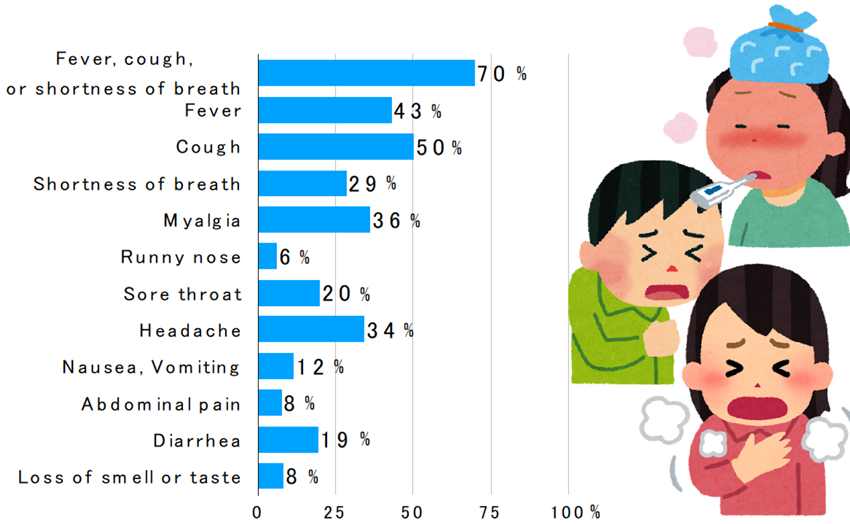 Fever, cough,
or shortness of breath
70 %
Fever
43 %
Cough
50 %
Shortness of breath
29 %
Myalgia
36 %
Runny nose
6 %
Sore throat
20 %
Headache
34 %
Nausea, Vomiting
12 %
Abdominal pain
8 %
Diarrhea
19 %
Loss of smell or taste
8 %
0 25 50 75 100 %